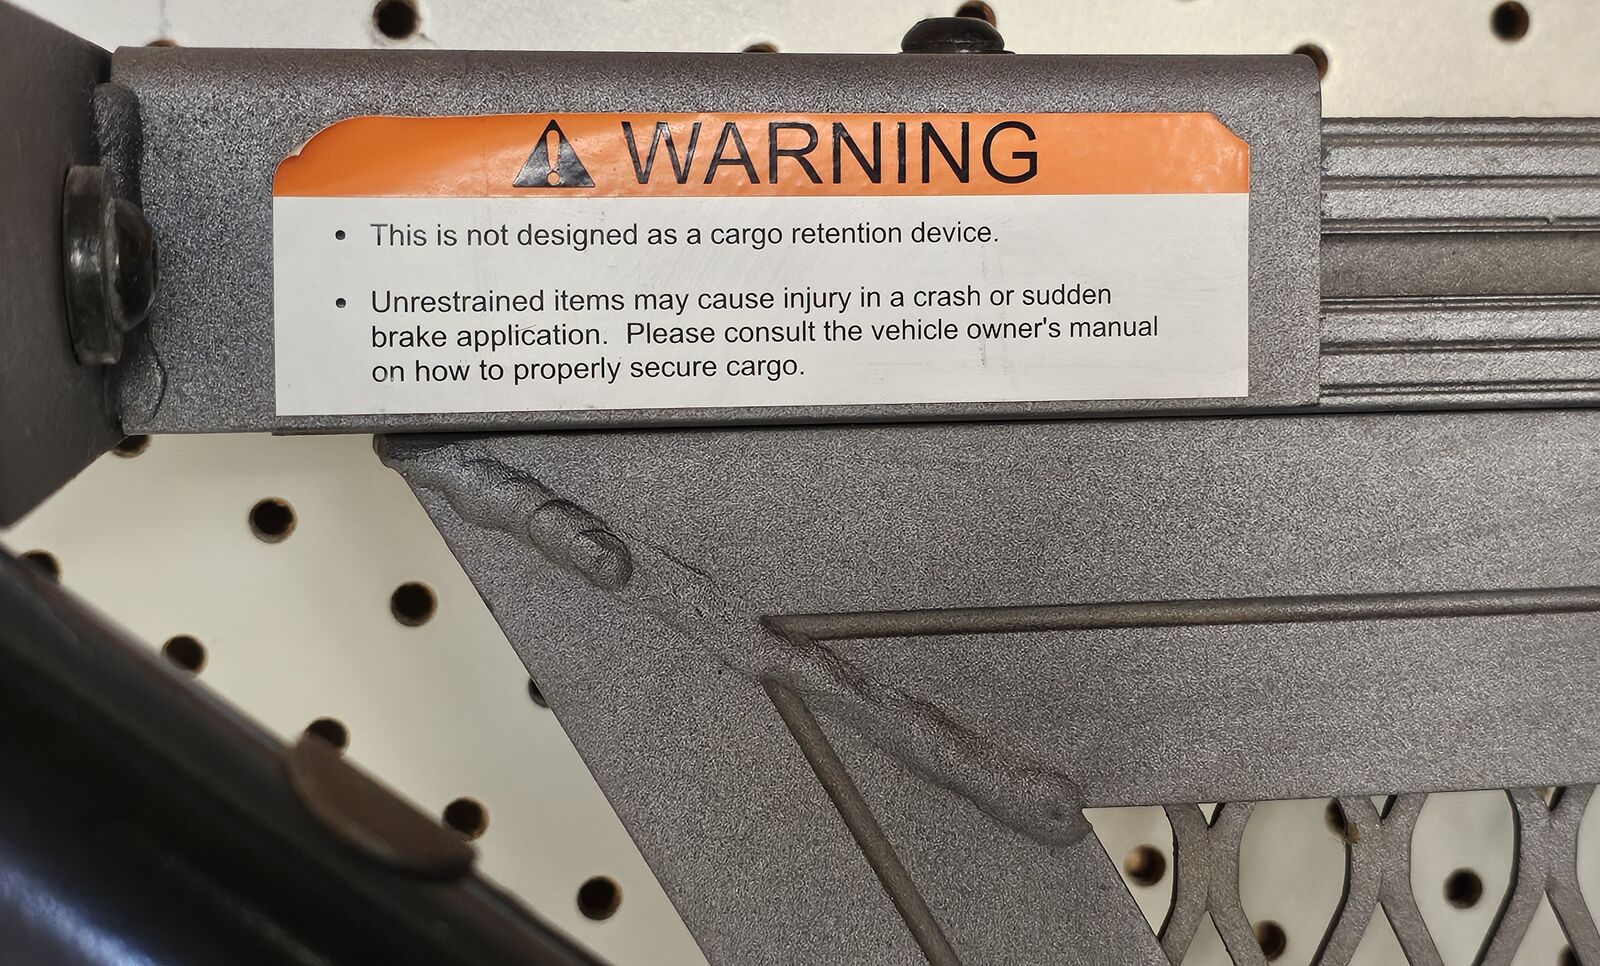 WARNING
• This is not designed as a cargo retention device.
• Unrestrained items may cause injury in a crash or sudden
brake application.  Please consult the vehicle owner's manual
on how to properly secure cargo.